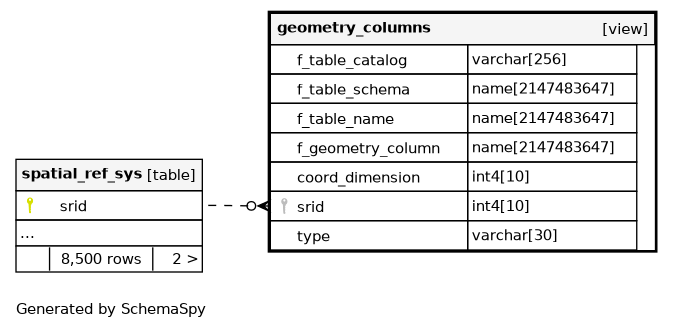 geometry_columns [view]
f_table_catalog varchar[256]
f_table_schema name[2147483647]
f_table_name name[2147483647]
f_geometry_column name[2147483647]
coord_dimension int4[10]
srid int4[10]
type varchar[30]
spatial_ref_sys [table]
srid
...
8,500 rows 2 >
Generated by SchemaSpy